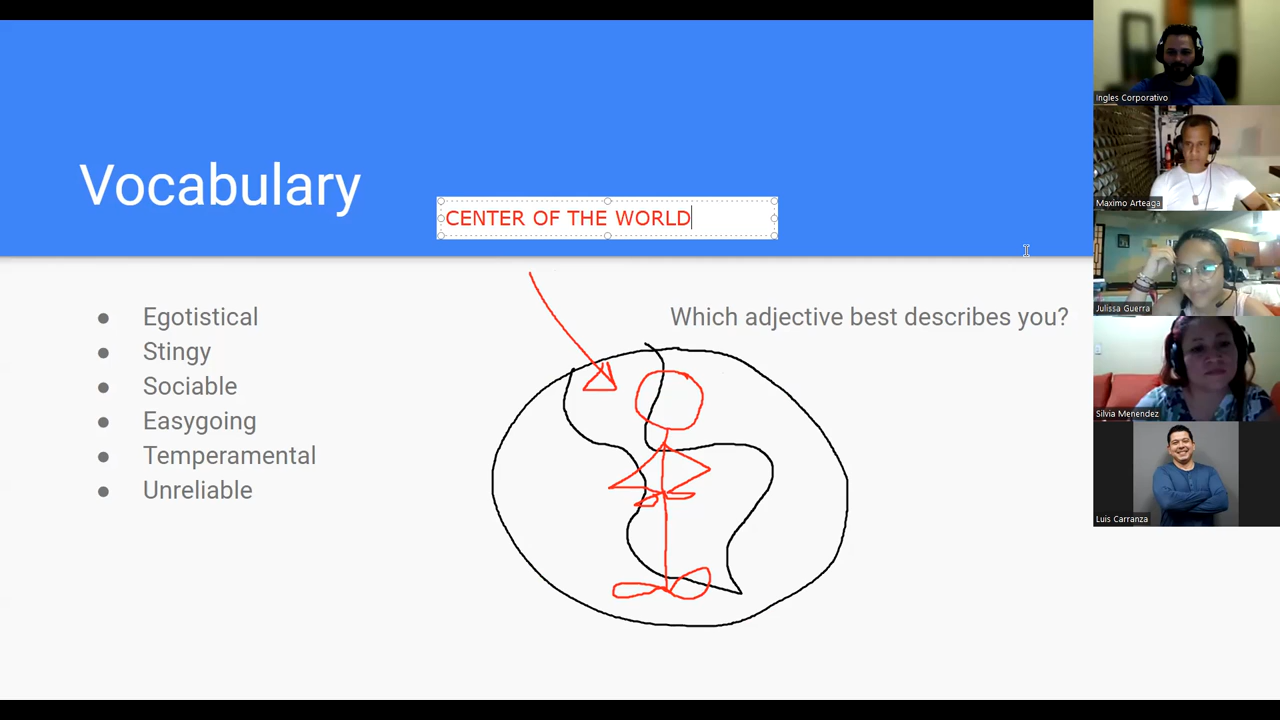 Vocabulary
CENTER OF THE WORLD
Egotistical
Stingy
Sociable
Easygoing
Temperamental
Unreliable
Which adjective best describes you?
Ingles Corporativo
Maximo Arteaga
Julissa Guerra
Silvia Menendez
Luis Carranza